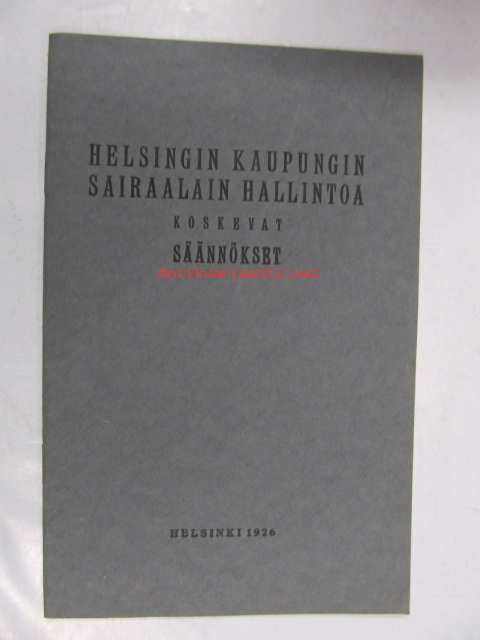 HELSINGIN KAUPUNGIN
SAIRAALAIN HALLINTOA
KOSKEVAT
SÄÄNNÖKSET
HELSINKI 1926